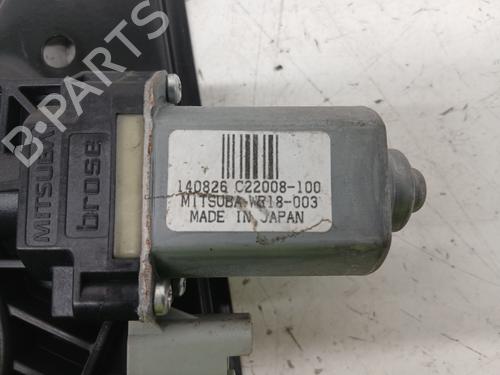 B-PARTS
MITSUBA
brose
140826 C22008-100
MITSUBA WR18-003
MADE IN JAPAN